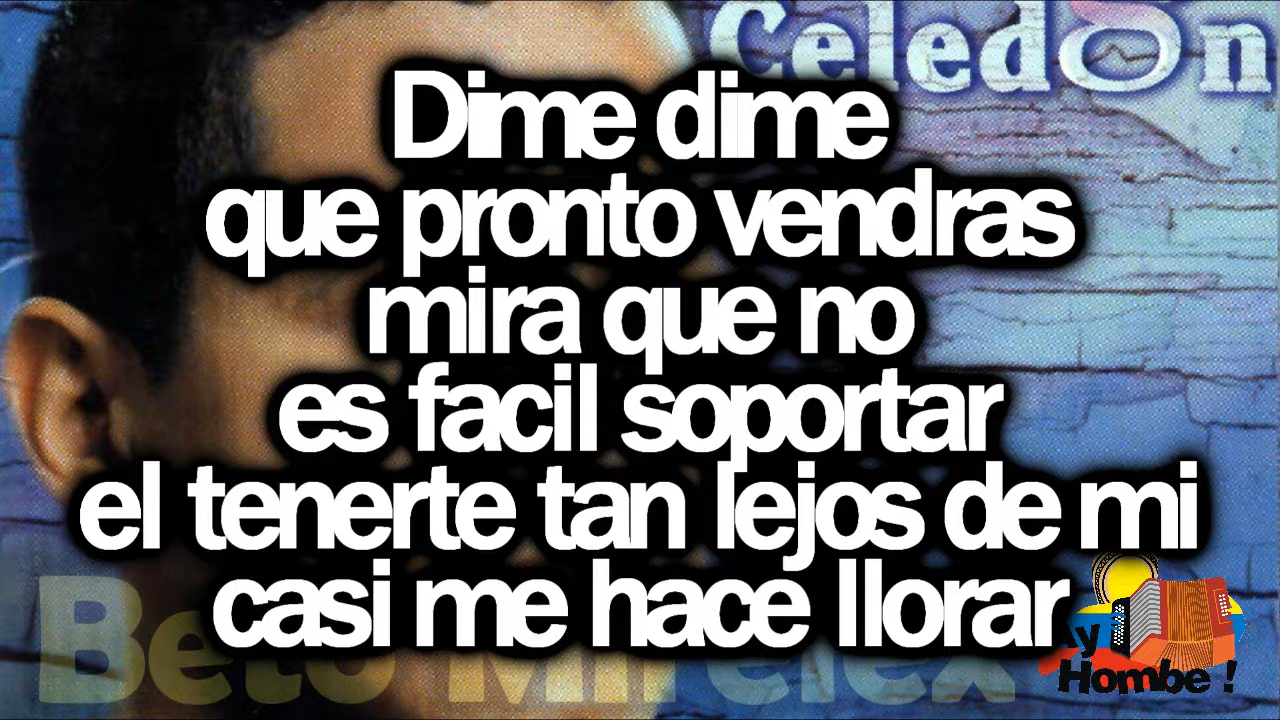 Celedón
Dime dime
que pronto vendras
mira que no
es facil soportar
el tenerte tan lejos de mi
casi me hace llorar
y
Hombe !